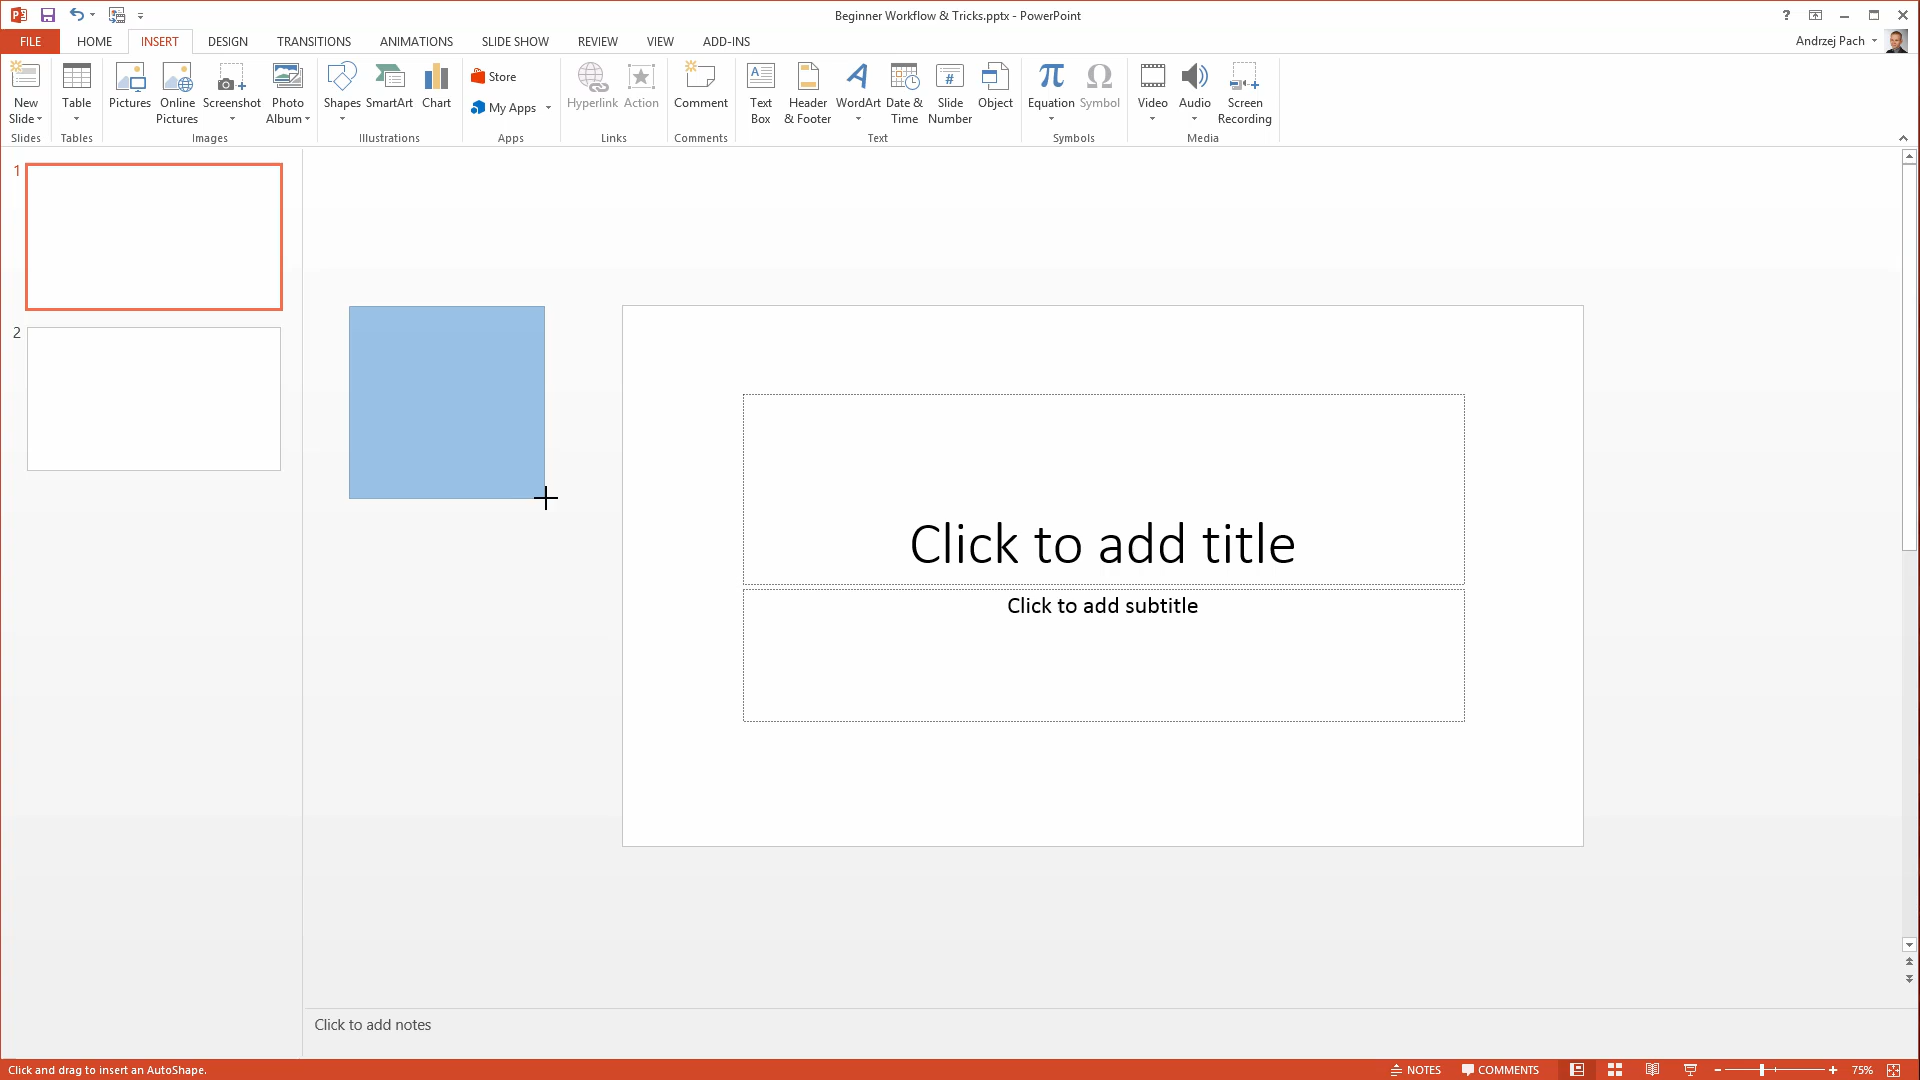 Beginner Workflow & Tricks.pptx - PowerPoint
FILE HOME INSERT DESIGN TRANSITIONS ANIMATIONS SLIDE SHOW REVIEW VIEW ADD-INS
Andrzej Pach
New Slide
Table
Pictures
Online Pictures
Screenshot
Photo Album
Shapes
SmartArt
Chart
Store
My Apps
Hyperlink
Action
Comment
Text Box
Header & Footer
WordArt
Date & Time
Slide Number
Object
Equation
Symbol
Video
Audio
Screen Recording
Slides Tables Images Illustrations Apps Links Comments Text Symbols Media
1
2
Click to add title
Click to add subtitle
Click to add notes
Click and drag to insert an AutoShape.
NOTES COMMENTS 75%